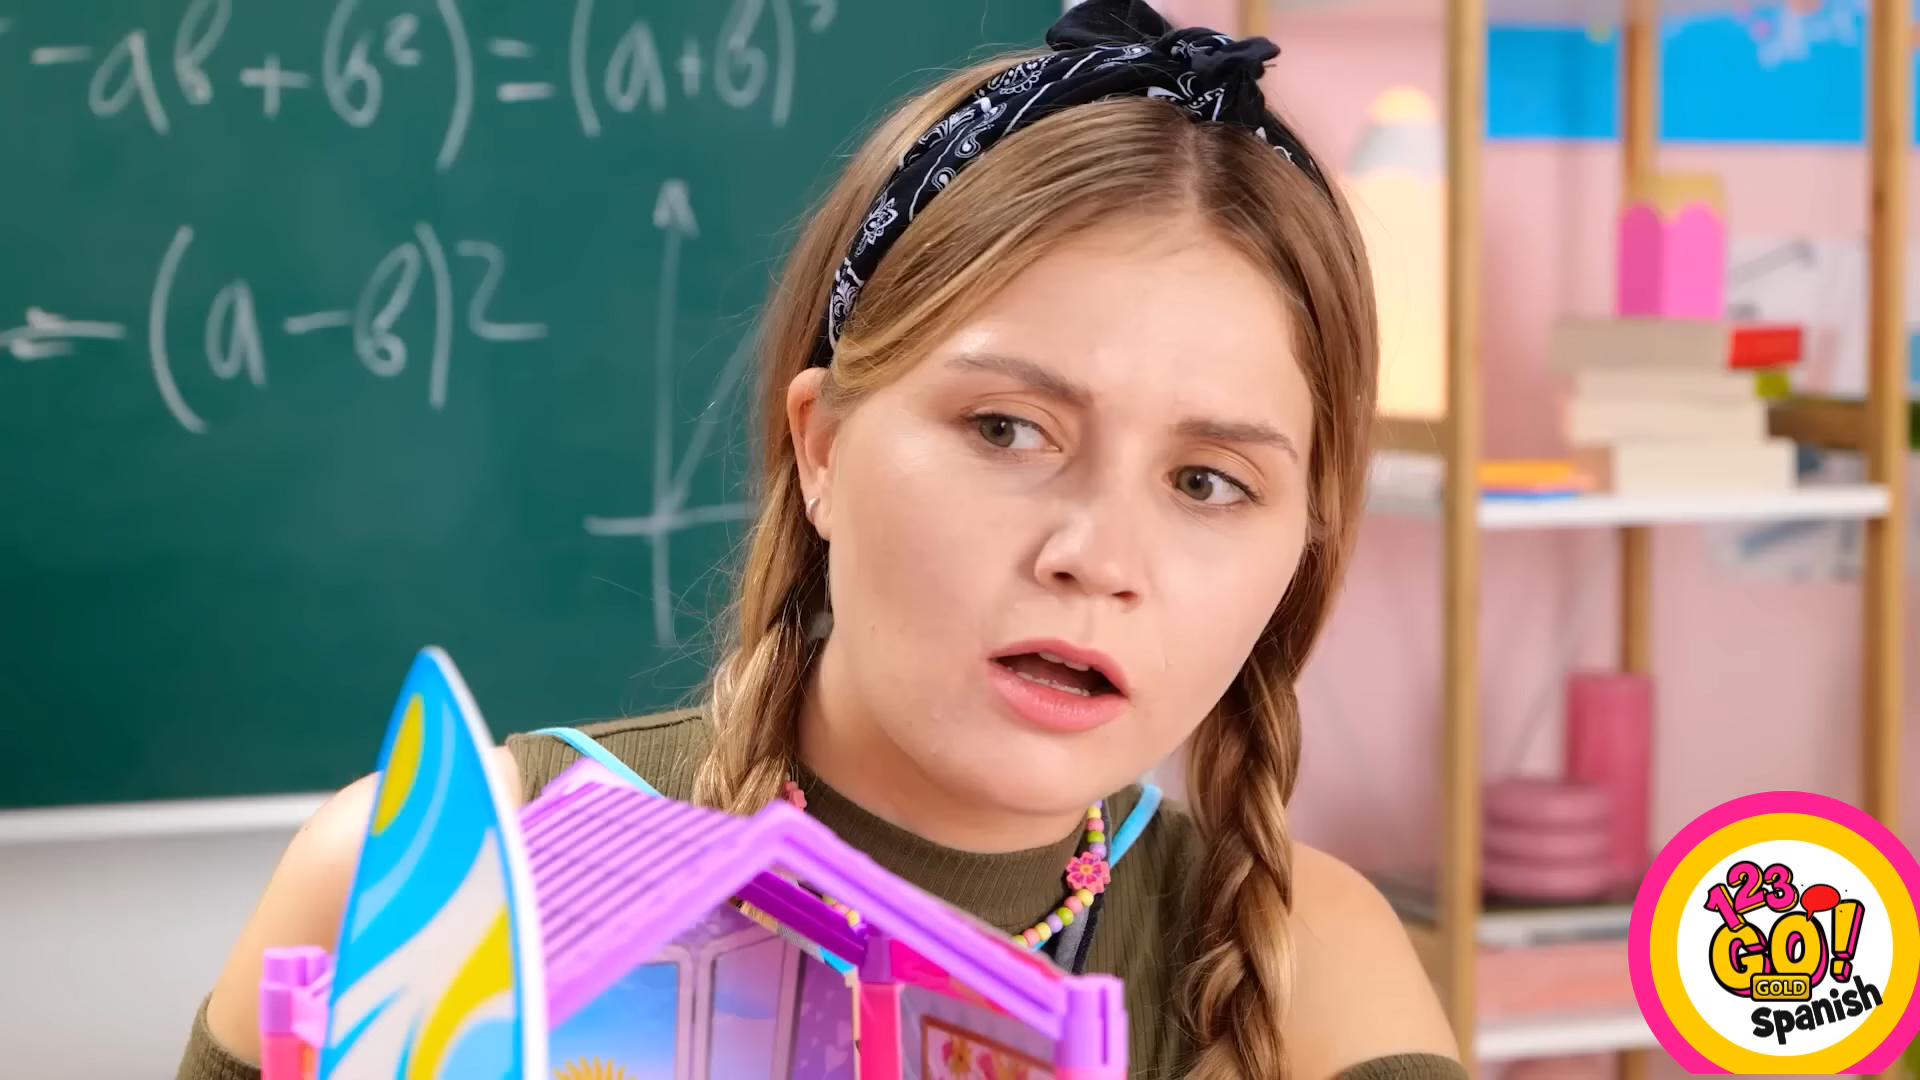 - ab + b²) = (a+b)³
= (a-b)²
123
GO!
GOLD
Spanish